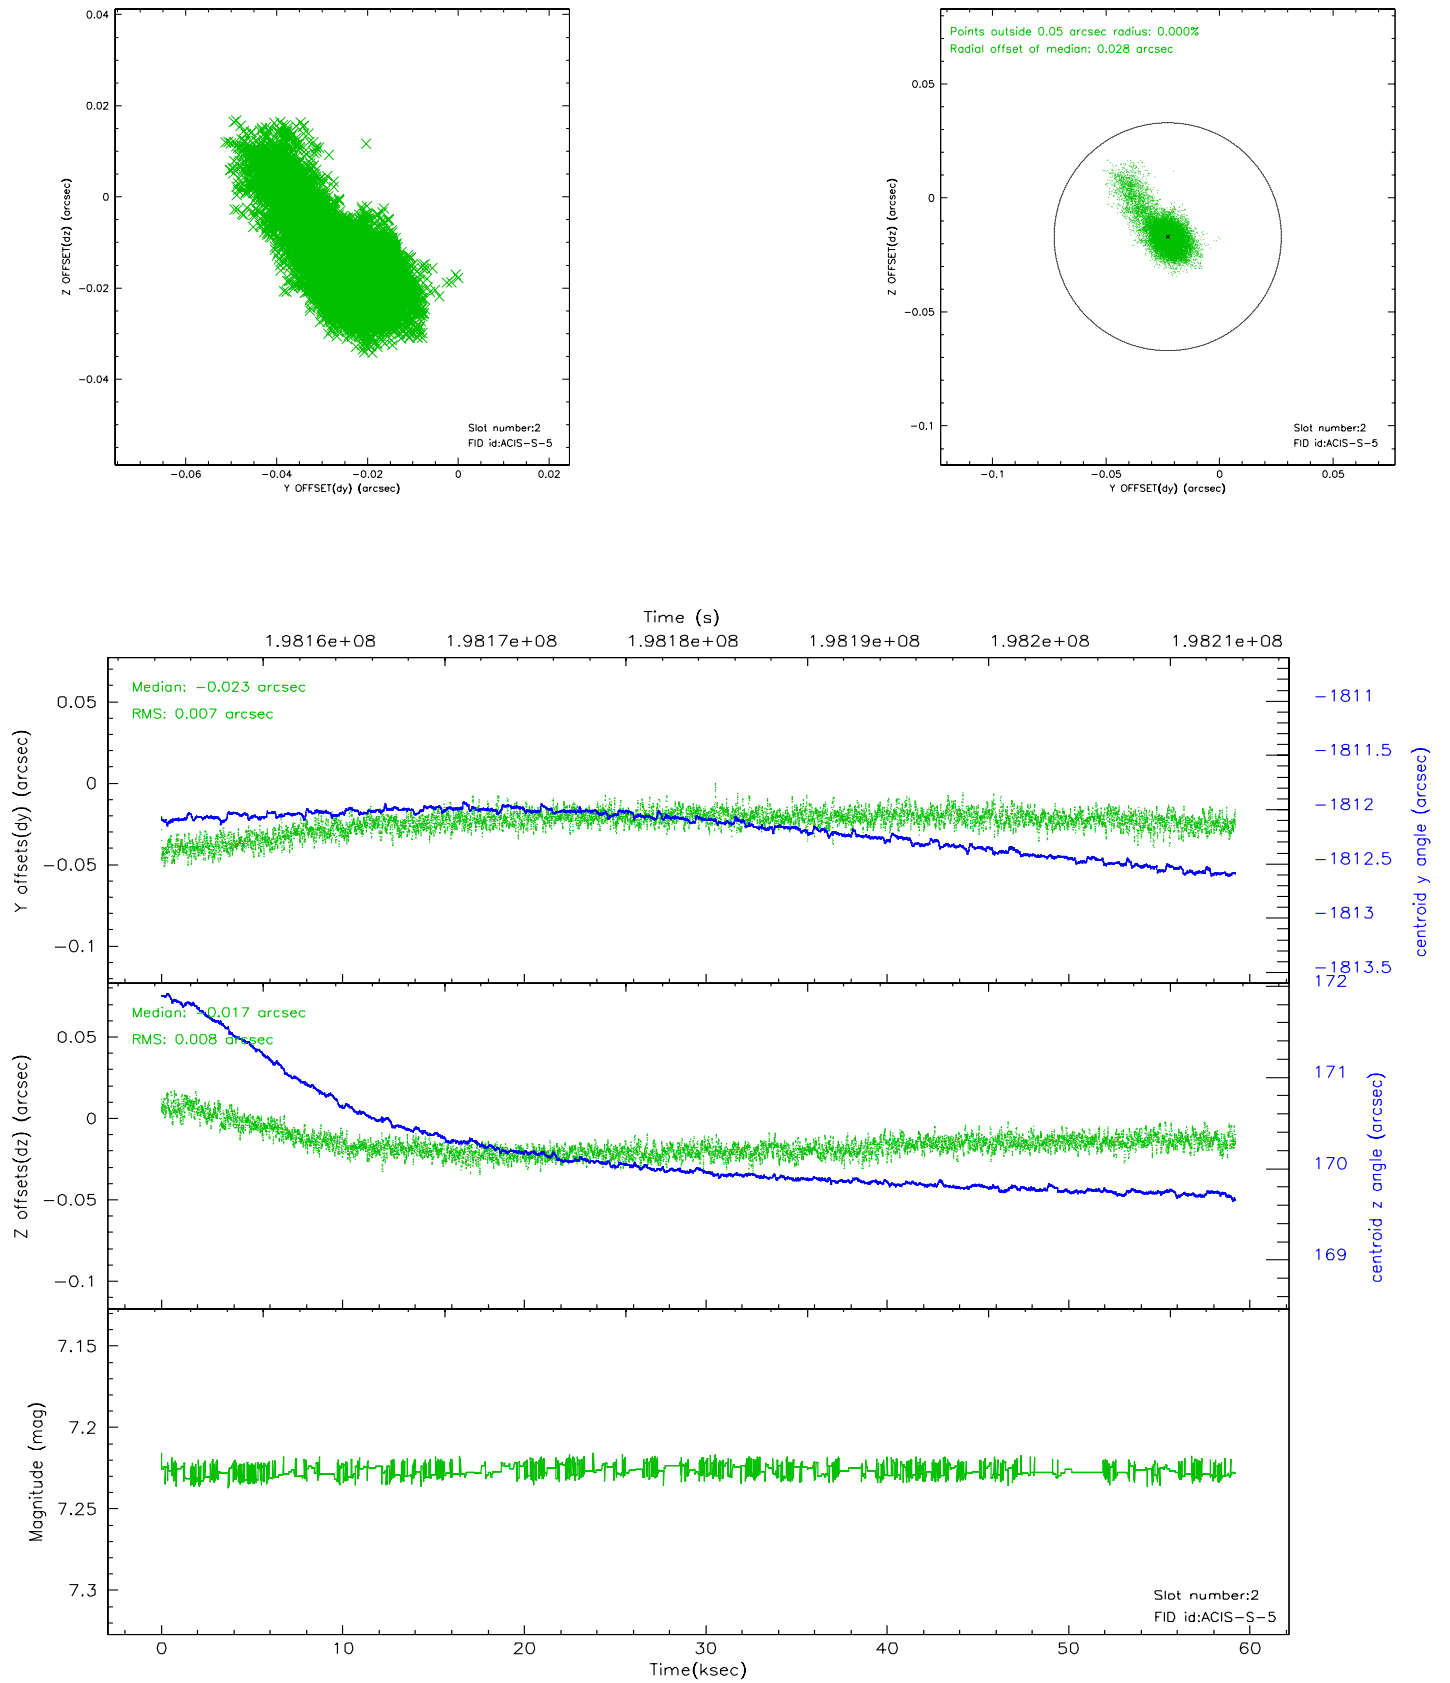 0.04
0.02
0
−0.02
−0.04
Z OFFSET(dz) (arcsec)
Slot number:2
FID id:ACIS−S−5
−0.06 −0.04 −0.02 0 0.02
Y OFFSET(dy) (arcsec)
Points outside 0.05 arcsec radius: 0.000%
Radial offset of median: 0.028 arcsec
0.05
0
−0.05
−0.1
Z OFFSET(dz) (arcsec)
Slot number:2
FID id:ACIS−S−5
−0.1 −0.05 0 0.05
Y OFFSET(dy) (arcsec)
Time (s)
1.9816e+08 1.9817e+08 1.9818e+08 1.9819e+08 1.982e+08 1.9821e+08
Median: −0.023 arcsec
RMS: 0.007 arcsec
0.05
0
−0.05
−0.1
Y offsets(dy) (arcsec)
−1811
−1811.5
−1812
−1812.5
−1813
−1813.5
centroid y angle (arcsec)
Median: −0.017 arcsec
RMS: 0.008 arcsec
0.05
0
−0.05
−0.1
Z offsets(dz) (arcsec)
172
171
170
169
centroid z angle (arcsec)
7.15
7.2
7.25
7.3
Magnitude (mag)
Slot number:2
FID id:ACIS−S−5
0 10 20 30 40 50 60
Time(ksec)